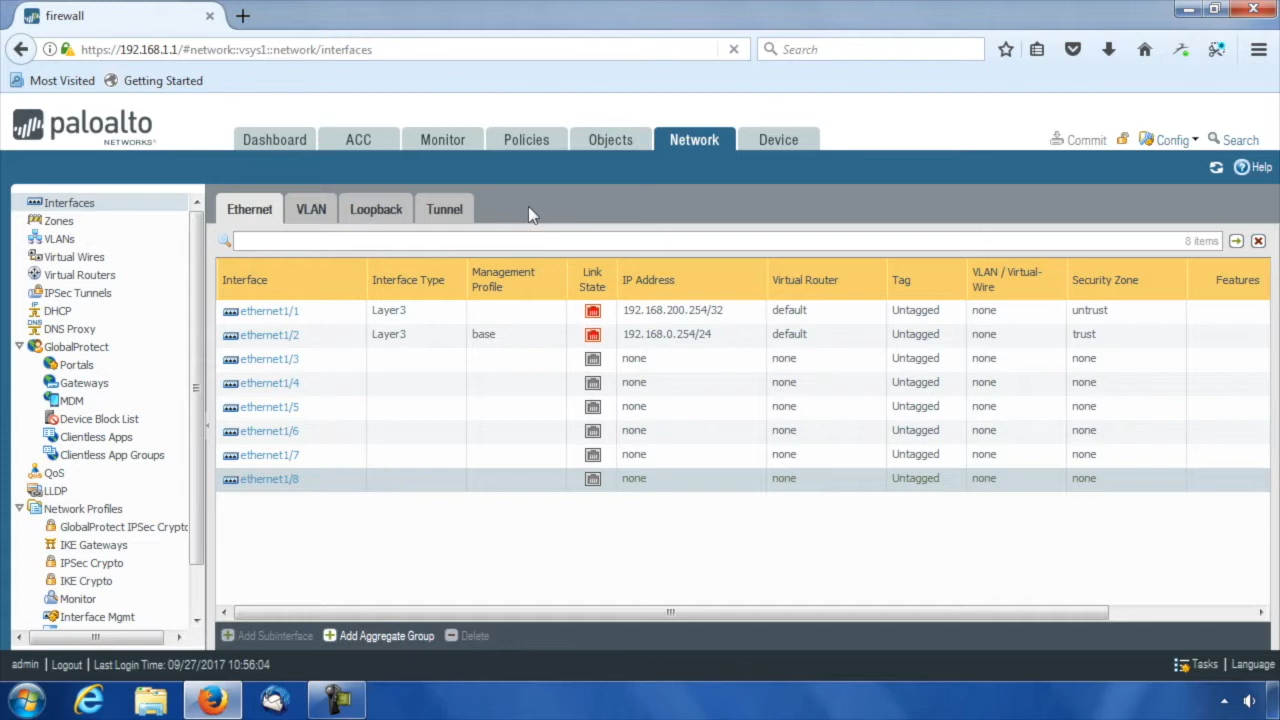 firewall
https://192.168.1.1/#network::vsys1::network/interfaces
Search
Most Visited
Getting Started
paloalto
NETWORKS®
Dashboard
ACC
Monitor
Policies
Objects
Network
Device
Commit
Config
Search
Help
Interfaces
Zones
VLANs
Virtual Wires
Virtual Routers
IPSec Tunnels
DHCP
DNS Proxy
GlobalProtect
Portals
Gateways
MDM
Device Block List
Clientless Apps
Clientless App Groups
QoS
LLDP
Network Profiles
GlobalProtect IPSec Crypto
IKE Gateways
IPSec Crypto
IKE Crypto
Monitor
Interface Mgmt
Ethernet
VLAN
Loopback
Tunnel
8 items
Interface
Interface Type
Management
Profile
Link
State
IP Address
Virtual Router
Tag
VLAN / Virtual-
Wire
Security Zone
Features
ethernet1/1 Layer3 192.168.200.254/32 default Untagged none untrust
ethernet1/2 Layer3 base 192.168.0.254/24 default Untagged none trust
ethernet1/3 none none Untagged none none
ethernet1/4 none none Untagged none none
ethernet1/5 none none Untagged none none
ethernet1/6 none none Untagged none none
ethernet1/7 none none Untagged none none
ethernet1/8 none none Untagged none none
Add Subinterface
Add Aggregate Group
Delete
admin | Logout | Last Login Time: 09/27/2017 10:56:04
Tasks | Language